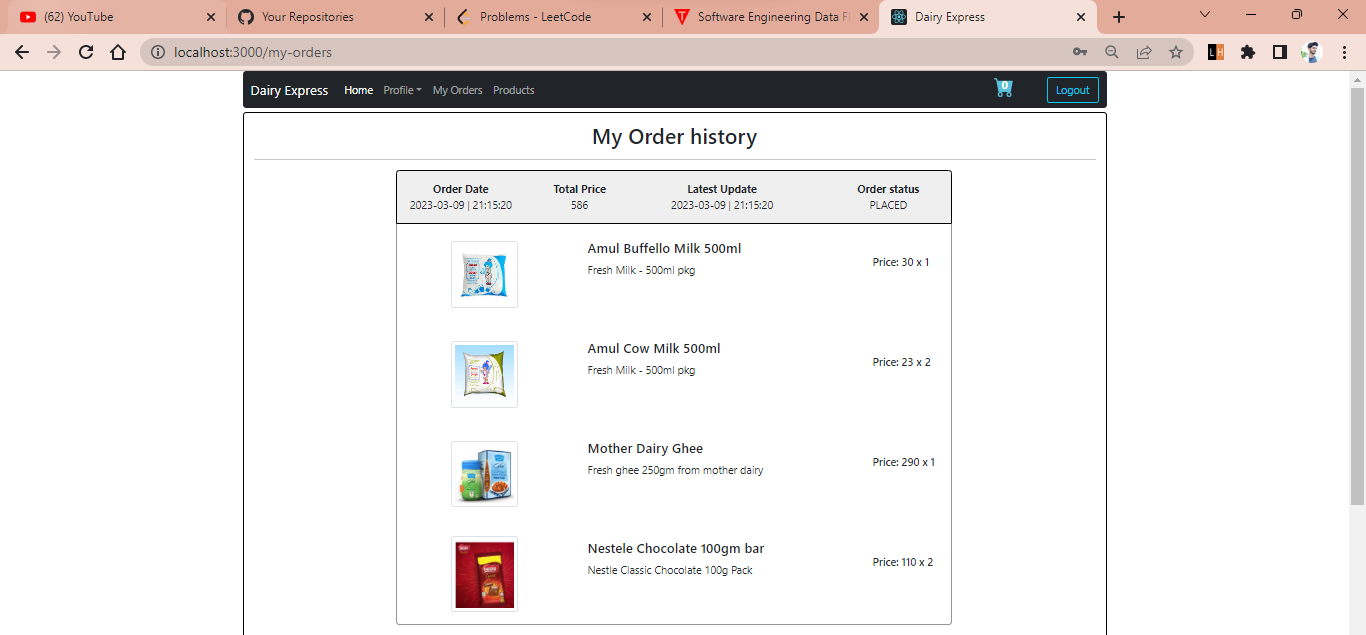 (62) YouTube
Your Repositories
Problems - LeetCode
Software Engineering Data Fl
Dairy Express
localhost:3000/my-orders
Dairy Express Home Profile My Orders Products 0 Logout
My Order history
Order Date Total Price Latest Update Order status
2023-03-09 | 21:15:20 586 2023-03-09 | 21:15:20 PLACED
Amul Buffello Milk 500ml
Fresh Milk - 500ml pkg
Price: 30 x 1
Amul Cow Milk 500ml
Fresh Milk - 500ml pkg
Price: 23 x 2
Mother Dairy Ghee
Fresh ghee 250gm from mother dairy
Price: 290 x 1
Nestele Chocolate 100gm bar
Nestle Classic Chocolate 100g Pack
Price: 110 x 2